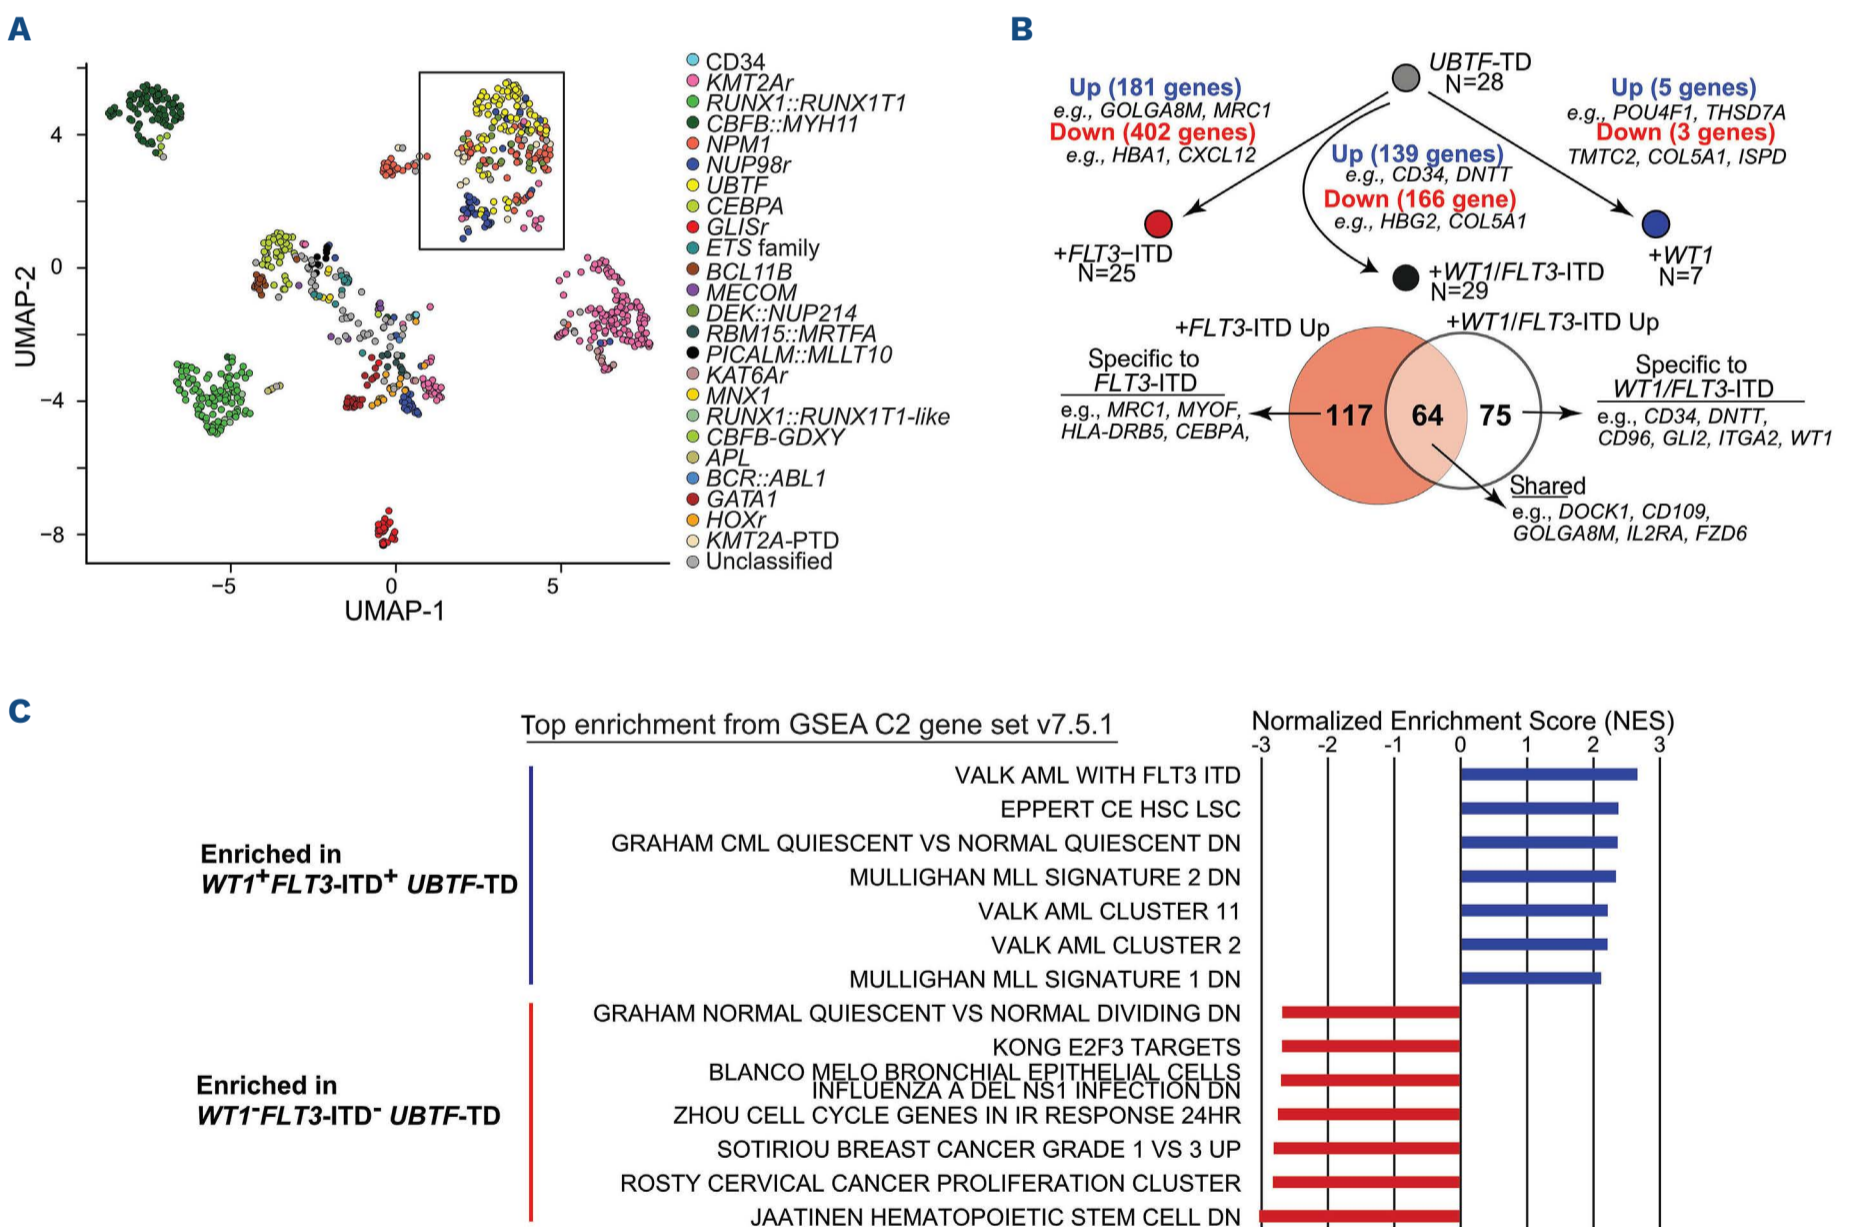 A
4
0
−4
−8
UMAP-2
−5
0
5
UMAP-1
CD34
KMT2Ar
RUNX1::RUNX1T1
CBFB::MYH11
NPM1
NUP98r
UBTF
CEBPA
GLISr
ETS family
BCL11B
MECOM
DEK::NUP214
RBM15::MRTFA
PICALM::MLLT10
KAT6Ar
MNX1
RUNX1::RUNX1T1-like
CBFB-GDXY
APL
BCR::ABL1
GATA1
HOXr
KMT2A-PTD
Unclassified
B
UBTF-TD
N=28
Up (181 genes)
e.g., GOLGA8M, MRC1
Down (402 genes)
e.g., HBA1, CXCL12
Up (139 genes)
e.g., CD34, DNTT
Down (166 gene)
e.g., HBG2, COL5A1
Up (5 genes)
e.g., POU4F1, THSD7A
Down (3 genes)
TMTC2, COL5A1, ISPD
+FLT3−ITD
N=25
+WT1/FLT3-ITD
N=29
+WT1
N=7
+FLT3-ITD Up
+WT1/FLT3-ITD Up
Specific to
FLT3-ITD
e.g., MRC1, MYOF,
HLA-DRB5, CEBPA,
117
64
75
Specific to
WT1/FLT3-ITD
e.g., CD34, DNTT,
CD96, GLI2, ITGA2, WT1
Shared
e.g., DOCK1, CD109,
GOLGA8M, IL2RA, FZD6
C
Top enrichment from GSEA C2 gene set v7.5.1
Normalized Enrichment Score (NES)
-3 -2 -1 0 1 2 3
Enriched in
WT1+FLT3-ITD+ UBTF-TD
VALK AML WITH FLT3 ITD
EPPERT CE HSC LSC
GRAHAM CML QUIESCENT VS NORMAL QUIESCENT DN
MULLIGHAN MLL SIGNATURE 2 DN
VALK AML CLUSTER 11
VALK AML CLUSTER 2
MULLIGHAN MLL SIGNATURE 1 DN
Enriched in
WT1-FLT3-ITD- UBTF-TD
GRAHAM NORMAL QUIESCENT VS NORMAL DIVIDING DN
KONG E2F3 TARGETS
BLANCO MELO BRONCHIAL EPITHELIAL CELLS
INFLUENZA A DEL NS1 INFECTION DN
ZHOU CELL CYCLE GENES IN IR RESPONSE 24HR
SOTIRIOU BREAST CANCER GRADE 1 VS 3 UP
ROSTY CERVICAL CANCER PROLIFERATION CLUSTER
JAATINEN HEMATOPOIETIC STEM CELL DN